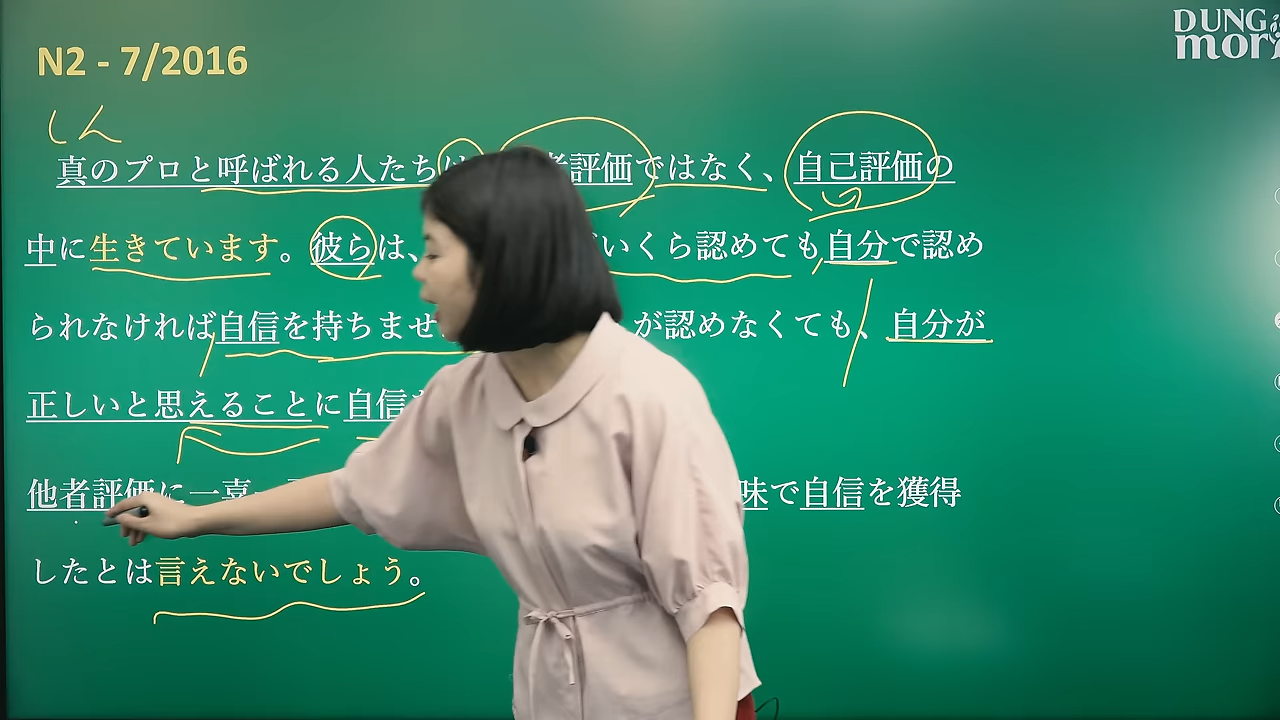 N2 - 7/2016
DUNG
mori
しん
真のプロと呼ばれる人たち 者評価ではなく、自己評価の
中に生きています。彼らは、 いくら認めても自分で認め
られなければ自信を持ちませ が認めなくても、自分が
正しいと思えることに自信
他者評価に一喜一 味で自信を獲得
したとは言えないでしょう。